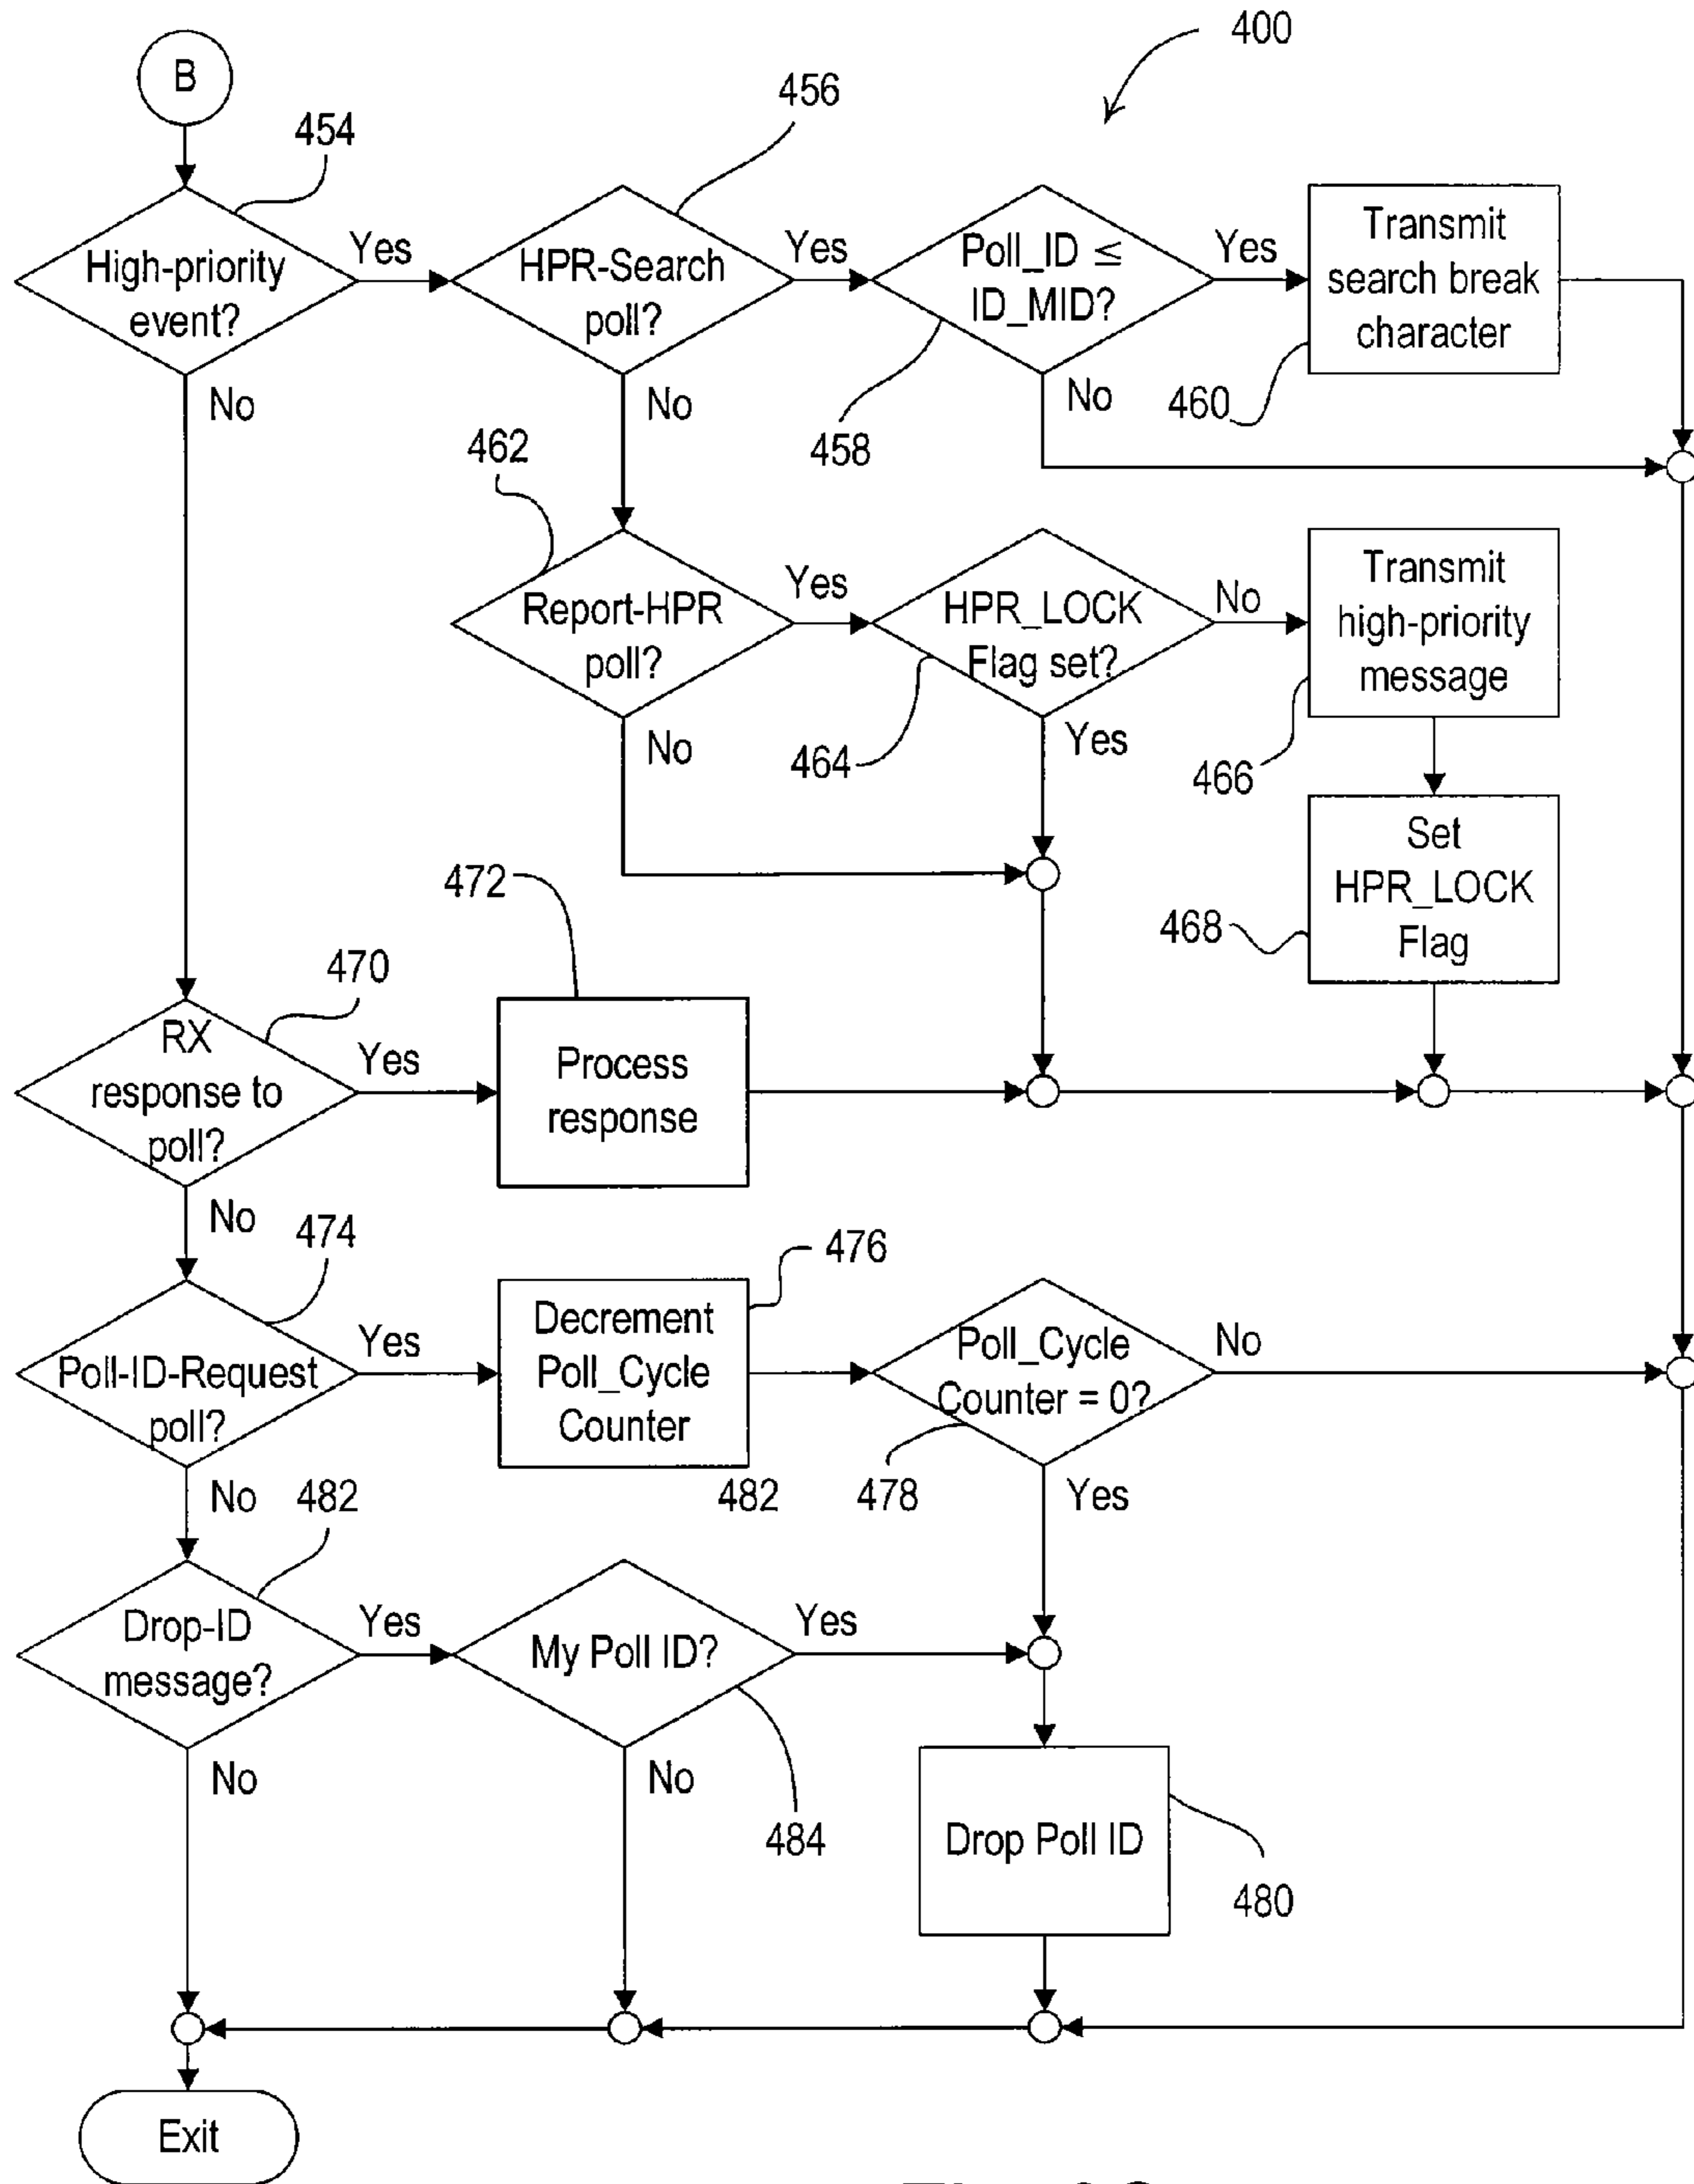 400
B
454
456
High-priority
event?
Yes
HPR-Search
poll?
Yes
Poll_ID ≤
ID_MID?
Yes
Transmit
search break
character
No
No
458
No
460
462
Report-HPR
poll?
Yes
HPR_LOCK
Flag set?
No
Transmit
high-priority
message
No
464
Yes
466
472
Set
HPR_LOCK
Flag
468
470
RX
response to
poll?
Yes
Process
response
No
474
476
Poll-ID-Request
poll?
Yes
Decrement
Poll_Cycle
Counter
Poll_Cycle
Counter = 0?
No
No
482
482
478
Yes
Drop-ID
message?
Yes
My Poll ID?
Yes
No
No
484
Drop Poll ID
480
Exit